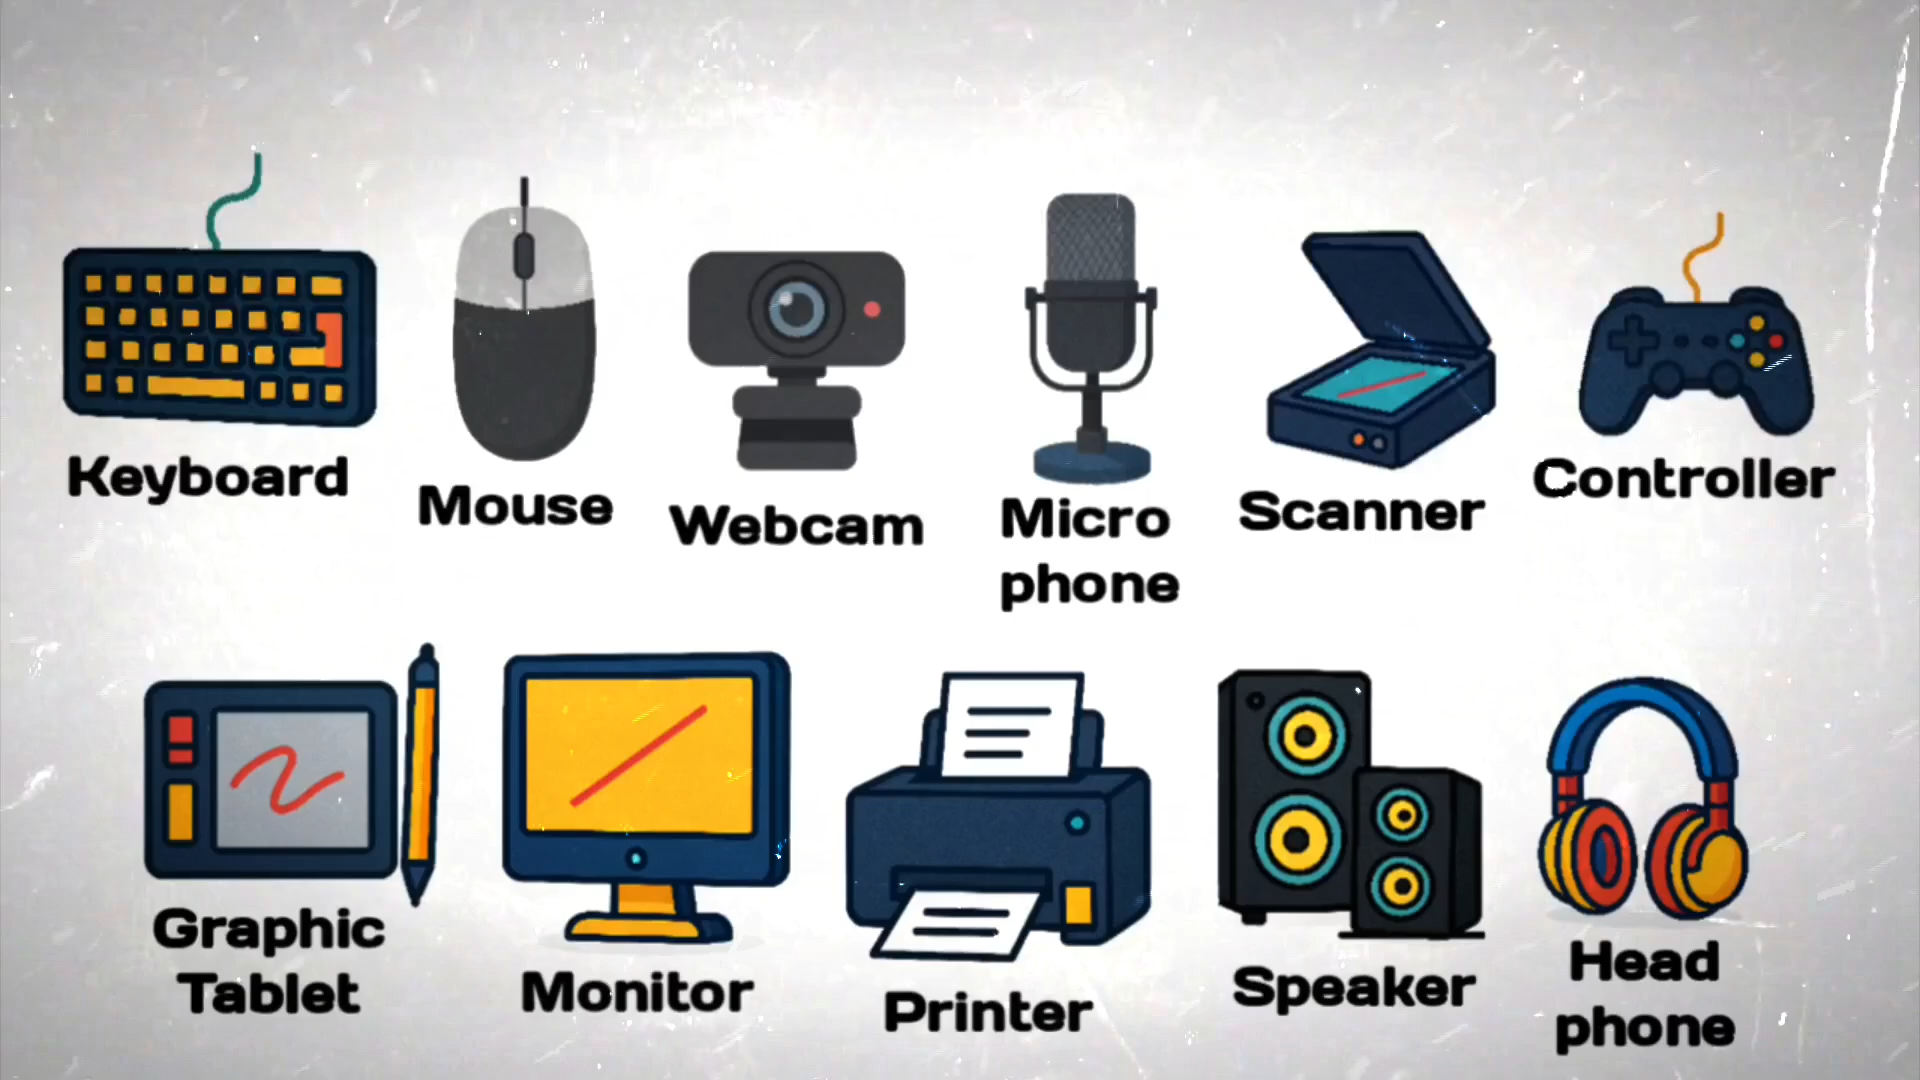 Keyboard
Mouse
Webcam
Micro
phone
Scanner
Controller
Graphic
Tablet
Monitor
Printer
Speaker
Head
phone